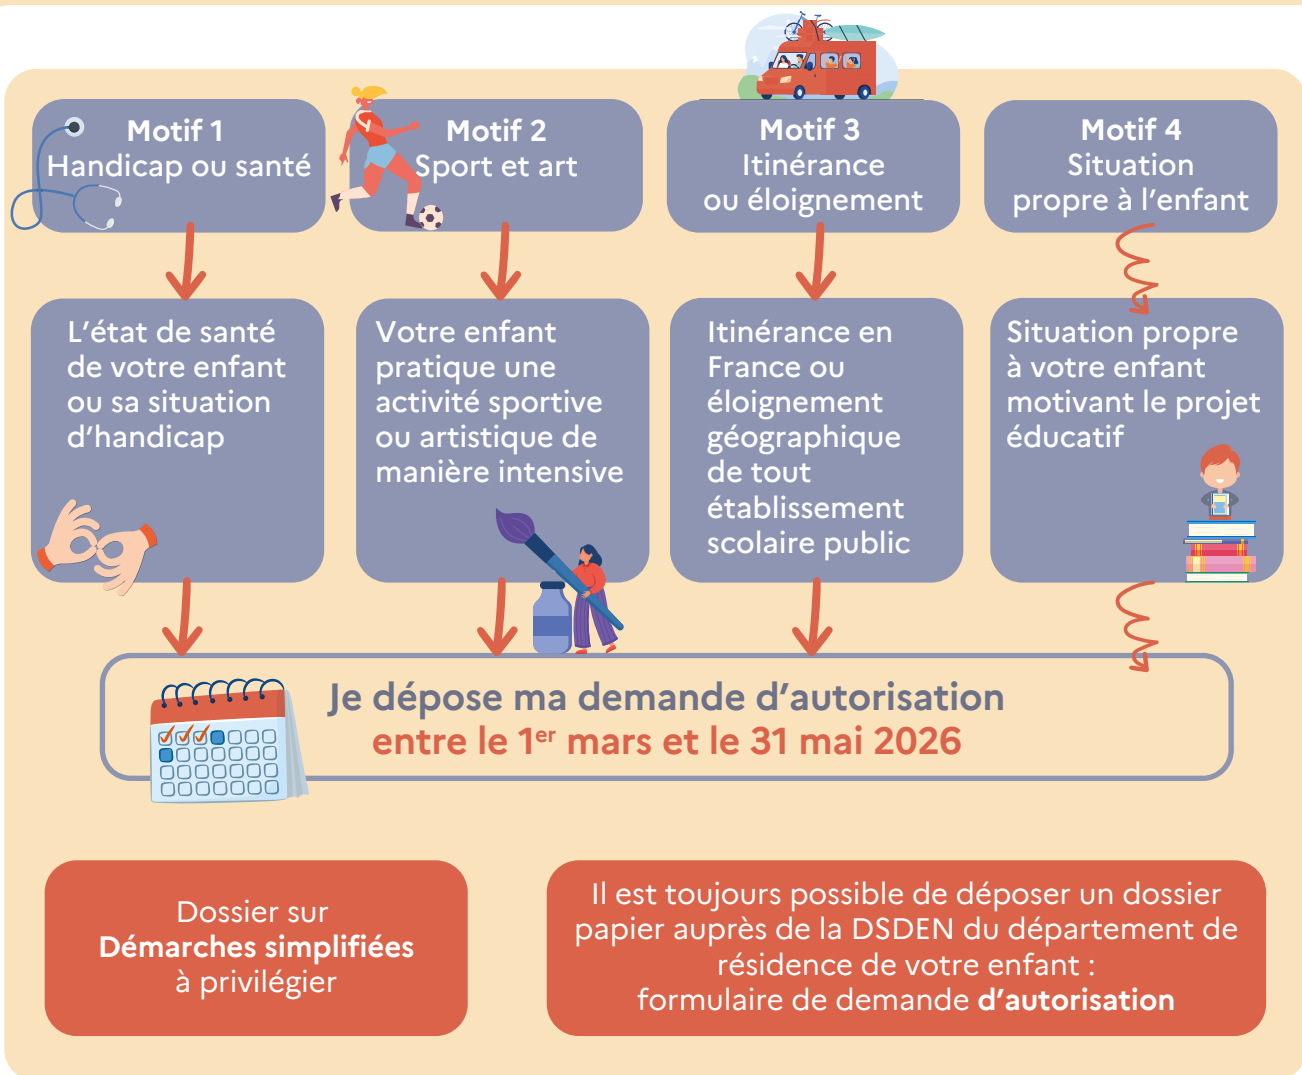 Motif 1
Handicap ou santé
Motif 2
Sport et art
Motif 3
Itinérance
ou éloignement
Motif 4
Situation
propre à l'enfant
L'état de santé
de votre enfant
ou sa situation
d'handicap
Votre enfant
pratique une
activité sportive
ou artistique de
manière intensive
Itinérance en
France ou
éloignement
géographique
de tout
établissement
scolaire public
Situation propre
à votre enfant
motivant le projet
éducatif
Je dépose ma demande d'autorisation
entre le 1er mars et le 31 mai 2026
Dossier sur
Démarches simplifiées
à privilégier
Il est toujours possible de déposer un dossier
papier auprès de la DSDEN du département de
résidence de votre enfant :
formulaire de demande d'autorisation